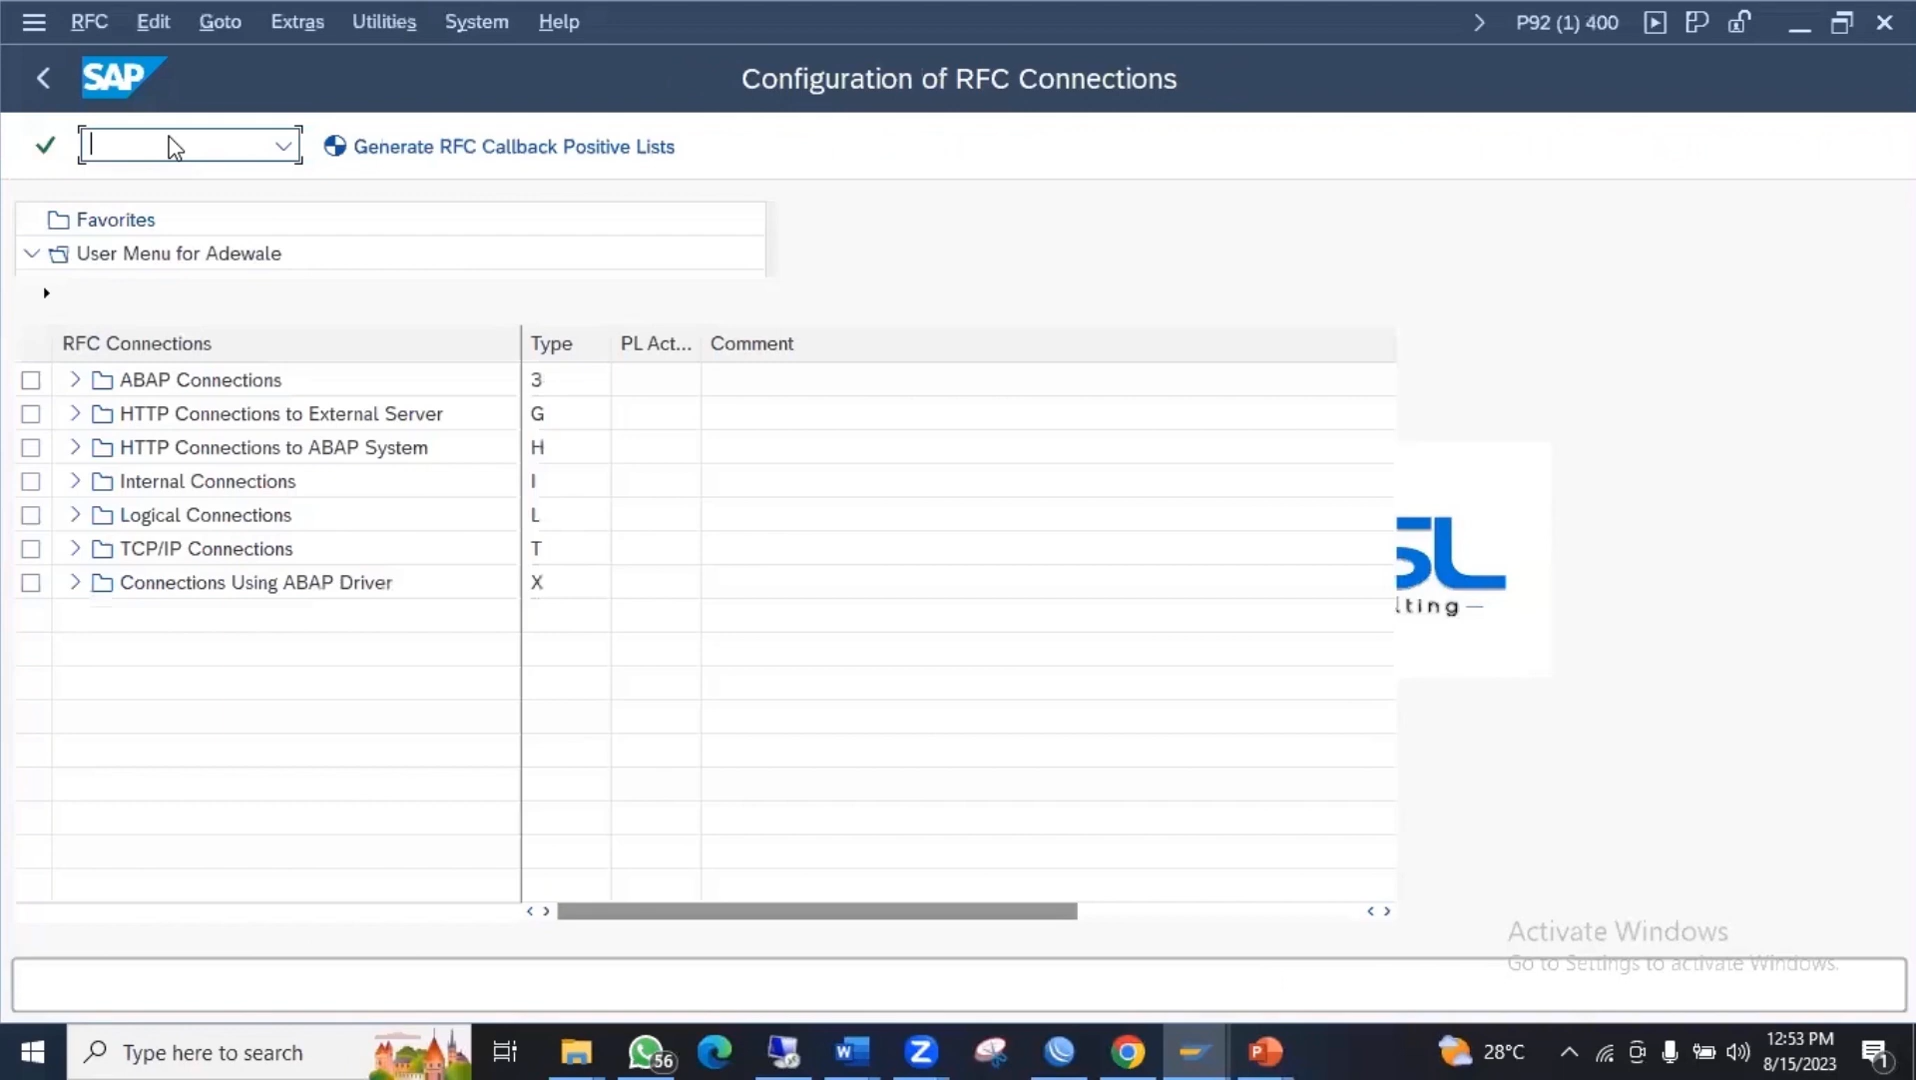 RFC Edit Goto Extras Utilities System Help P92 (1) 400
SAP Configuration of RFC Connections
Generate RFC Callback Positive Lists
Favorites
User Menu for Adewale
RFC Connections Type PL Act... Comment
ABAP Connections 3
HTTP Connections to External Server G
HTTP Connections to ABAP System H
Internal Connections I
Logical Connections L
TCP/IP Connections T
Connections Using ABAP Driver X
SL
lting
Activate Windows
Go to Settings to activate Windows.
Type here to search
56
28°C
12:53 PM
8/15/2023
1